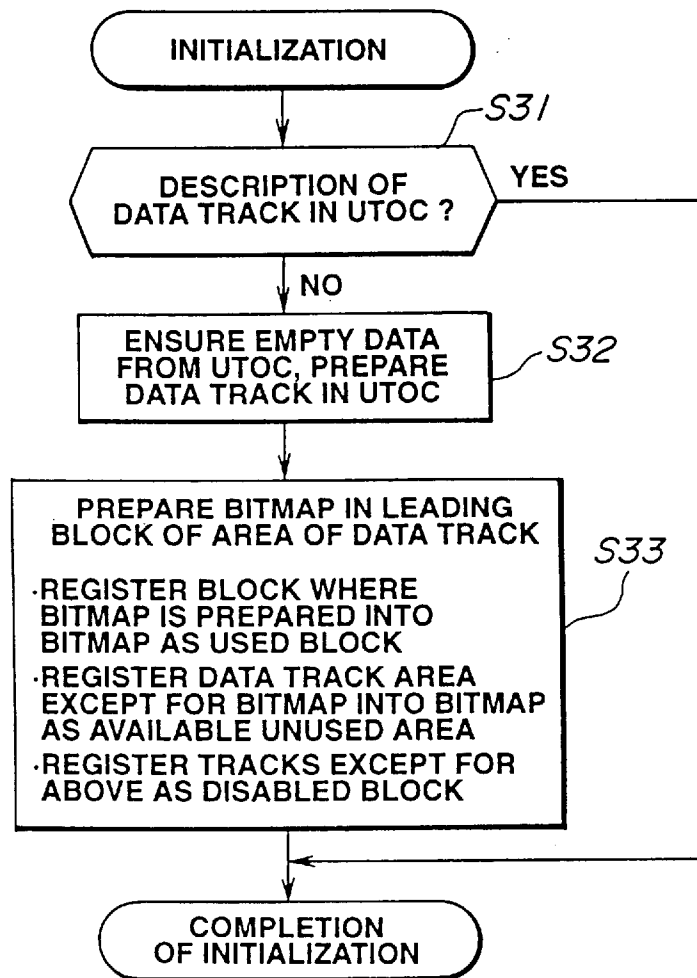 INITIALIZATION
S31
DESCRIPTION OF
DATA TRACK IN UTOC ?
YES
NO
ENSURE EMPTY DATA
FROM UTOC, PREPARE
DATA TRACK IN UTOC
S32
PREPARE BITMAP IN LEADING
BLOCK OF AREA OF DATA TRACK
S33
·REGISTER BLOCK WHERE
BITMAP IS PREPARED INTO
BITMAP AS USED BLOCK
·REGISTER DATA TRACK AREA
EXCEPT FOR BITMAP INTO BITMAP
AS AVAILABLE UNUSED AREA
·REGISTER TRACKS EXCEPT FOR
ABOVE AS DISABLED BLOCK
COMPLETION
OF INITIALIZATION